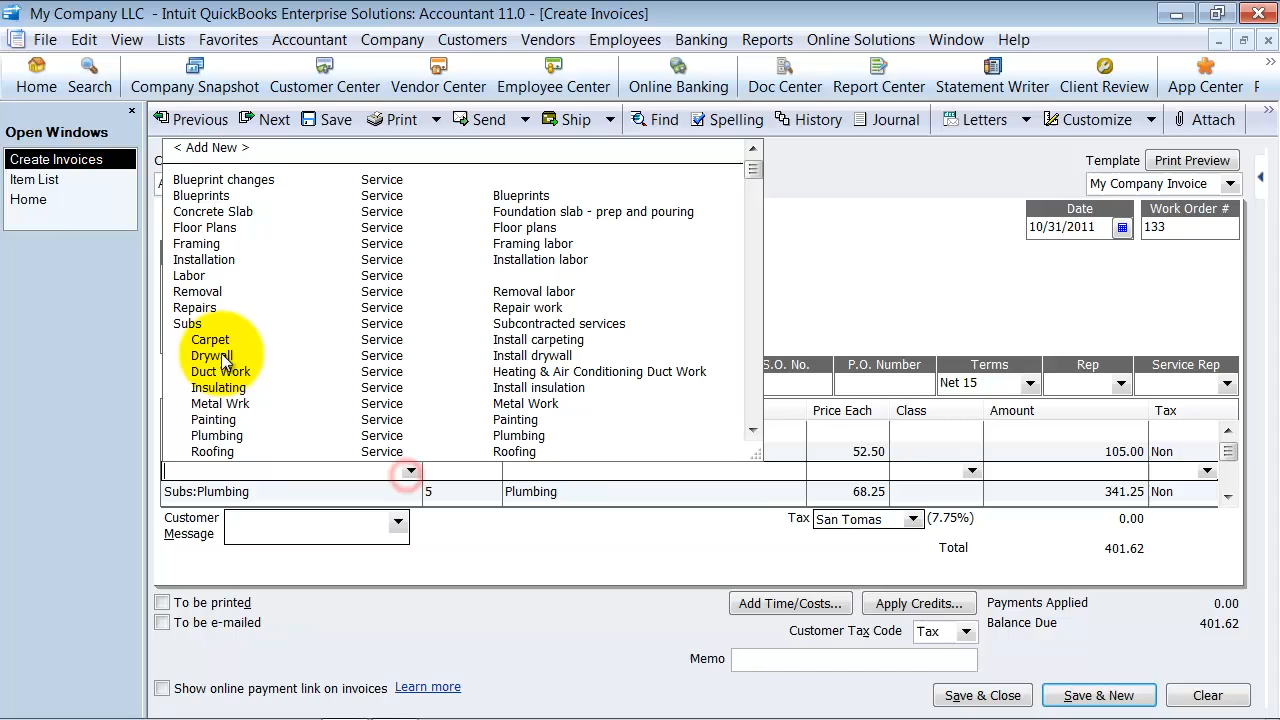 My Company LLC - Intuit QuickBooks Enterprise Solutions: Accountant 11.0 - [Create Invoices]
File Edit View Lists Favorites Accountant Company Customers Vendors Employees Banking Reports Online Solutions Window Help
Home Search Company Snapshot Customer Center Vendor Center Employee Center Online Banking Doc Center Report Center Statement Writer Client Review App Center
Open Windows
Create Invoices
Item List
Home
Previous Next Save Print Send Ship Find Spelling History Journal Letters Customize Attach
< Add New >
Blueprint changes Service
Blueprints Service Blueprints
Concrete Slab Service Foundation slab - prep and pouring
Floor Plans Service Floor plans
Framing Service Framing labor
Installation Service Installation labor
Labor Service
Removal Service Removal labor
Repairs Service Repair work
Subs Service Subcontracted services
Carpet Service Install carpeting
Drywall Service Install drywall
Duct Work Service Hesting & Air Conditioning Duct Work
Insulating Service Install insulation
Metal Wrk Service Metal Work
Painting Service Painting
Plumbing Service Plumbing
Roofing Service Roofing
Template Print Preview
My Company Invoice
Date Work Order #
10/31/2011 133
S.O. No. P.O. Number Terms Rep Service Rep
Net 15
Price Each Class Amount Tax
52.50 105.00 Non
Subs:Plumbing 5 Plumbing 68.25 341.25 Non
Customer Message
Tax San Tomas (7.75%) 0.00
Total 401.62
To be printed
To be e-mailed
Add Time/Costs... Apply Credits... Payments Applied 0.00
Balance Due 401.62
Customer Tax Code Tax
Memo
Show online payment link on invoices Learn more
Save & Close Save & New Clear